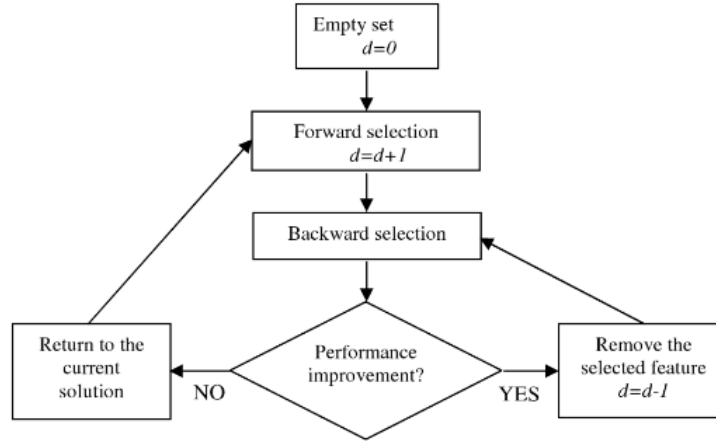 Empty set
d=0
Forward selection
d=d+1
Backward selection
Performance
improvement?
NO
YES
Return to the
current
solution
Remove the
selected feature
d=d-1